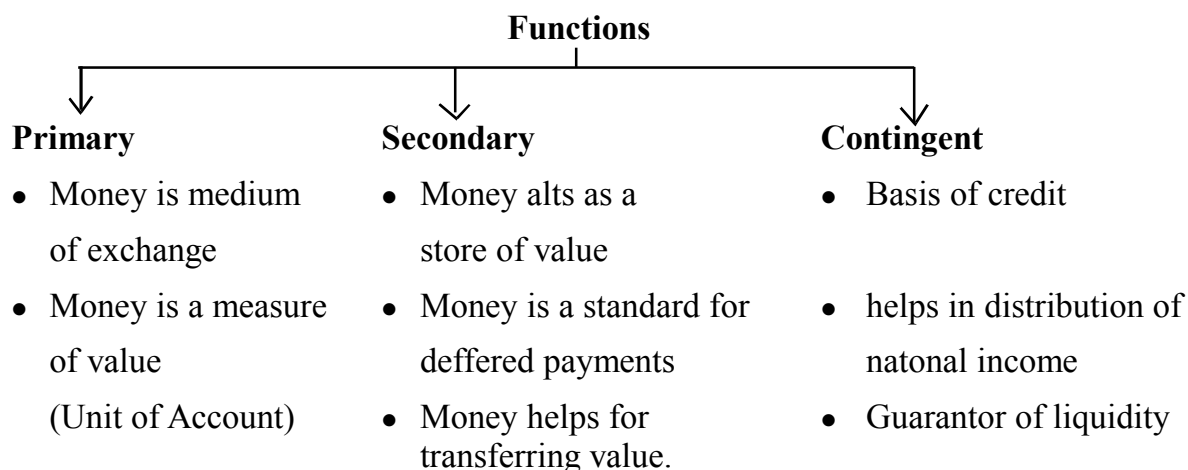 Functions
Primary
• Money is medium
of exchange
• Money is a measure
of value
(Unit of Account)
Secondary
• Money alts as a
store of value
• Money is a standard for
deffered payments
• Money helps for
transferring value.
Contingent
• Basis of credit
• helps in distribution of
natonal income
• Guarantor of liquidity